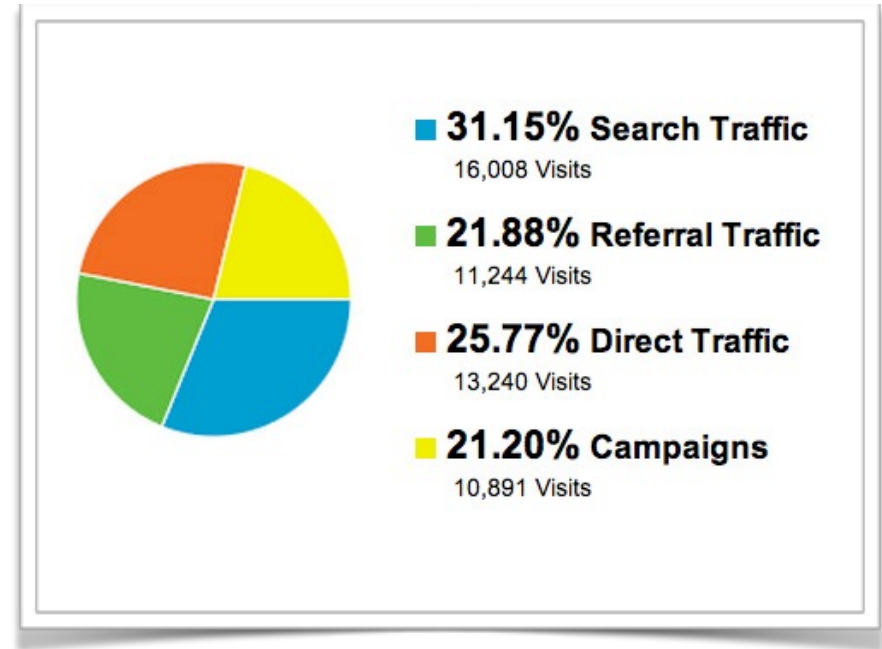 31.15% Search Traffic
16,008 Visits
21.88% Referral Traffic
11,244 Visits
25.77% Direct Traffic
13,240 Visits
21.20% Campaigns
10,891 Visits